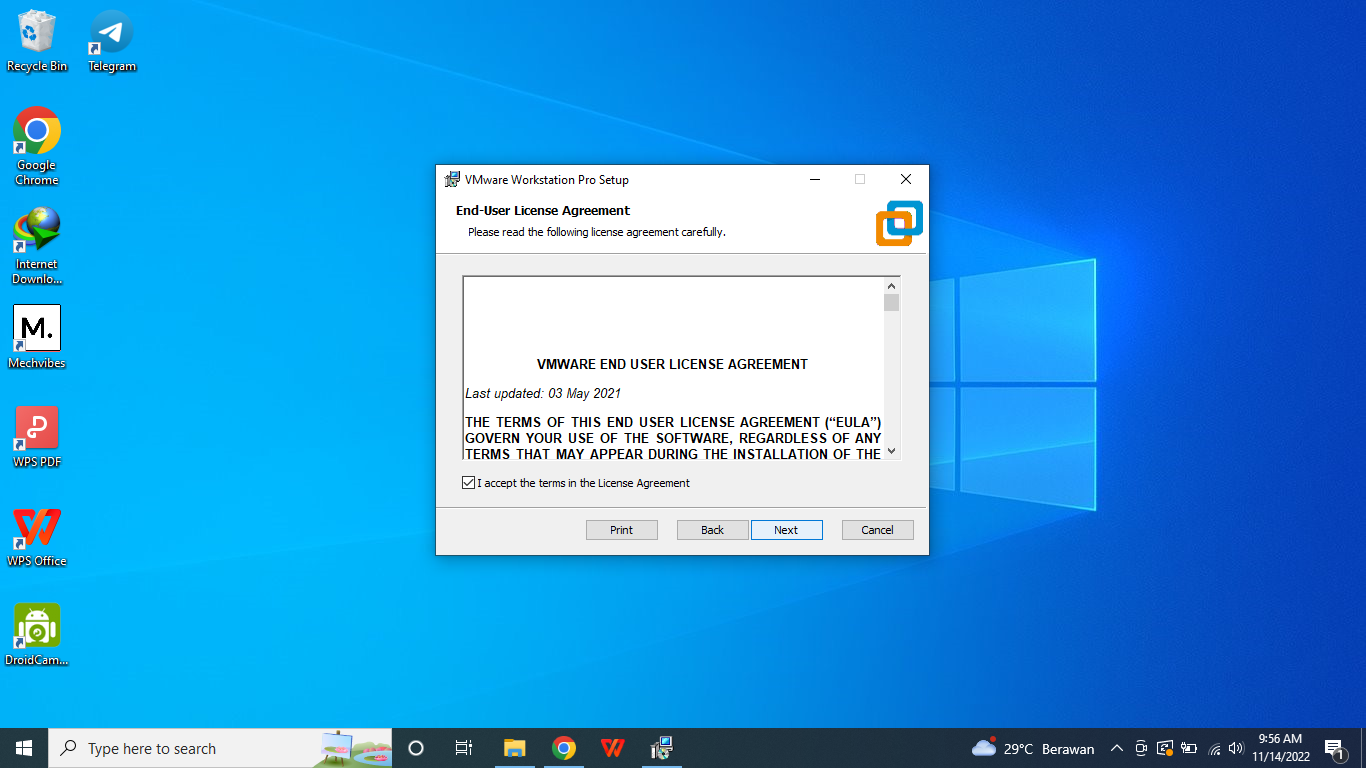 Recycle Bin
Telegram
Google
Chrome
Internet
Downlo...
M.
Mechvibes
WPS PDF
WPS Office
DroidCam...
VMware Workstation Pro Setup
End-User License Agreement
Please read the following license agreement carefully.
VMWARE END USER LICENSE AGREEMENT
Last updated: 03 May 2021
THE TERMS OF THIS END USER LICENSE AGREEMENT (“EULA”)
GOVERN YOUR USE OF THE SOFTWARE, REGARDLESS OF ANY
TERMS THAT MAY APPEAR DURING THE INSTALLATION OF THE
I accept the terms in the License Agreement
Print
Back
Next
Cancel
Type here to search
29°C Berawan
9:56 AM
11/14/2022
1